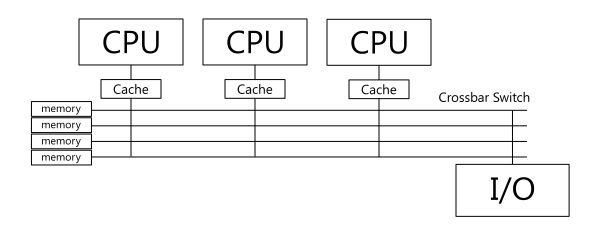 CPU
CPU
CPU
Cache
Cache
Cache
Crossbar Switch
memory
memory
memory
memory
I/O